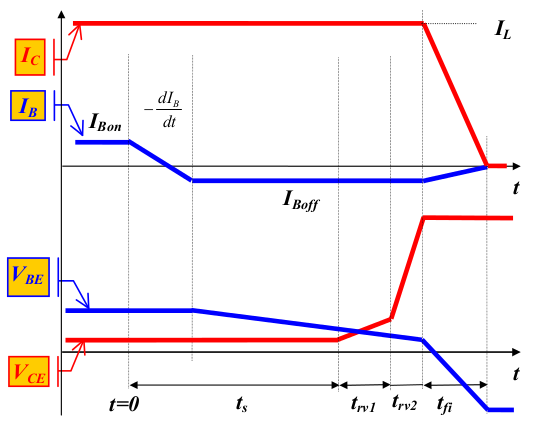 I_L
I_C
I_B
I_Bon
-dI_B/dt
t
I_Boff
V_BE
V_CE
t
t=0
t_s
t_rv1
t_rv2
t_fi